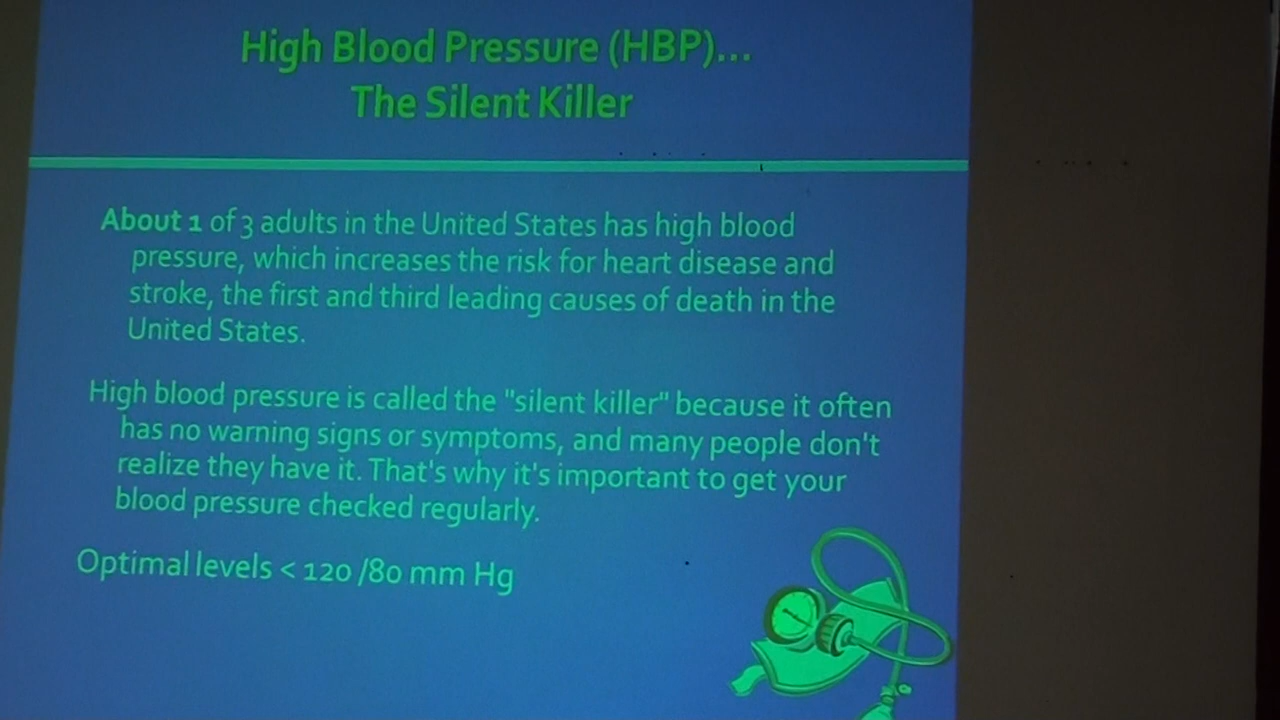 High Blood Pressure (HBP)...
The Silent Killer
About 1 of 3 adults in the United States has high blood
pressure, which increases the risk for heart disease and
stroke, the first and third leading causes of death in the
United States.
High blood pressure is called the "silent killer" because it often
has no warning signs or symptoms, and many people don't
realize they have it. That's why it's important to get your
blood pressure checked regularly.
Optimal levels < 120 /80 mm Hg